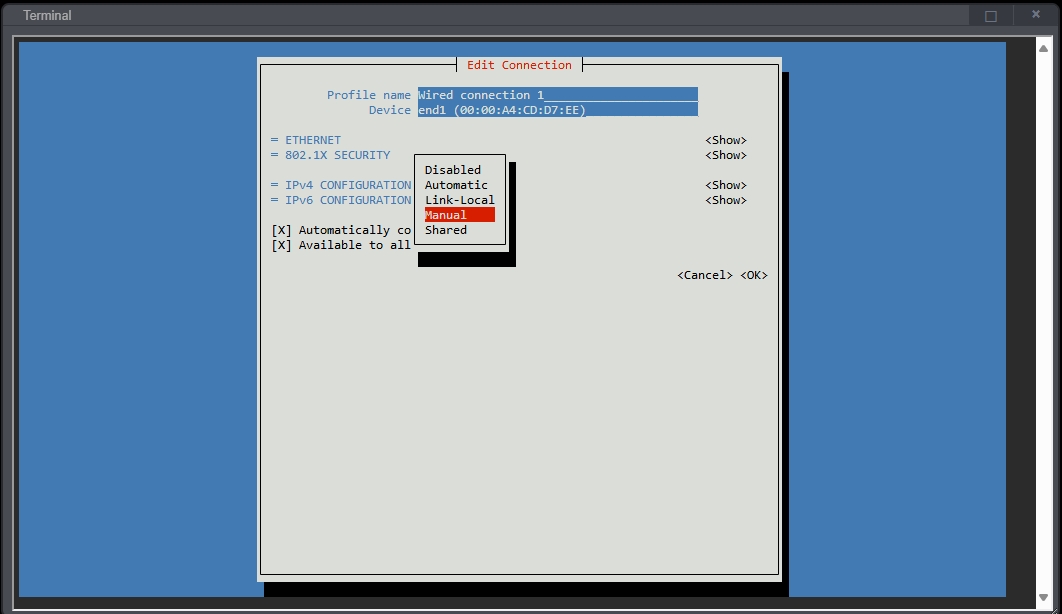 Terminal
Edit Connection
Profile name Wired connection 1
Device end1 (00:00:A4:CD:D7:EE)
= ETHERNET <Show>
= 802.1X SECURITY <Show>
Disabled
= IPv4 CONFIGURATION Automatic <Show>
= IPv6 CONFIGURATION Link-Local <Show>
Manual
[X] Automatically co Shared
[X] Available to all
<Cancel> <OK>